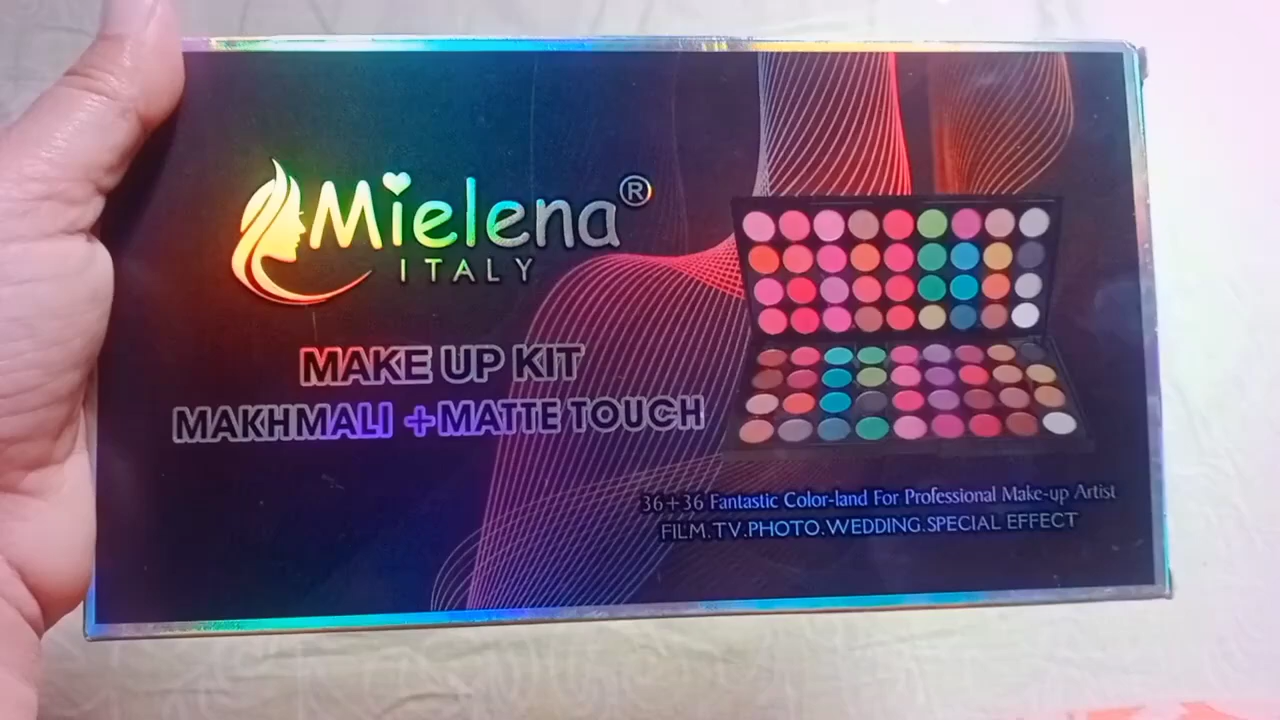 Mielena®
ITALY
MAKE UP KIT
MAKHMALI +MATTE TOUCH
36+36 Fantastic Color-land For Professional Make-up Artist
FILM.TV.PHOTO.WEDDING.SPECIAL EFFECT